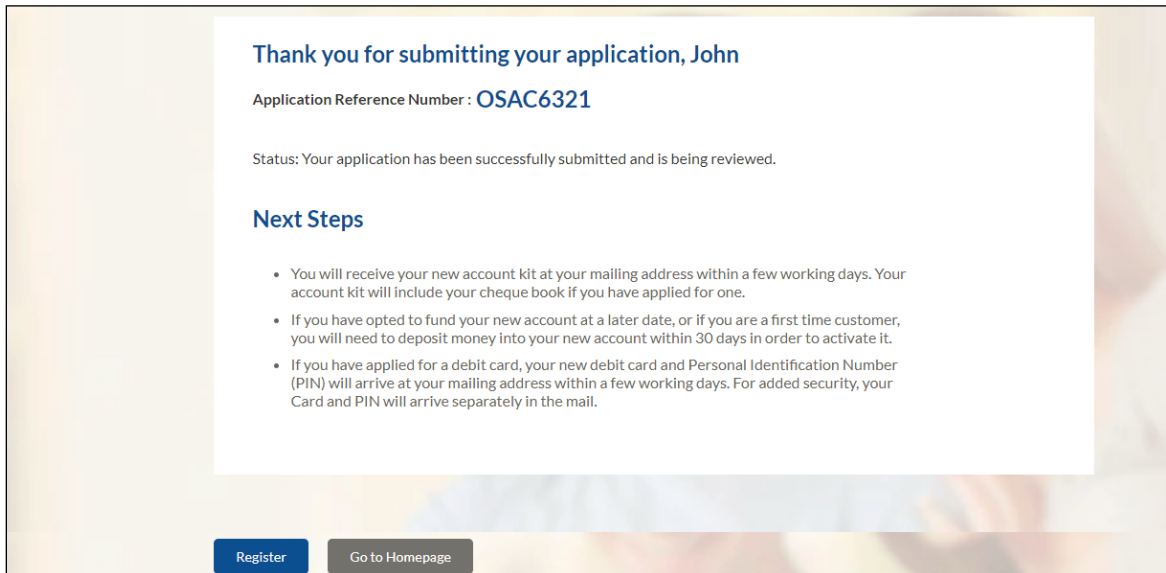 Thank you for submitting your application, John
Application Reference Number : OSAC6321
Status: Your application has been successfully submitted and is being reviewed.
Next Steps
• You will receive your new account kit at your mailing address within a few working days. Your
account kit will include your cheque book if you have applied for one.
• If you have opted to fund your new account at a later date, or if you are a first time customer,
you will need to deposit money into your new account within 30 days in order to activate it.
• If you have applied for a debit card, your new debit card and Personal Identification Number
(PIN) will arrive at your mailing address within a few working days. For added security, your
Card and PIN will arrive separately in the mail.
Register Go to Homepage